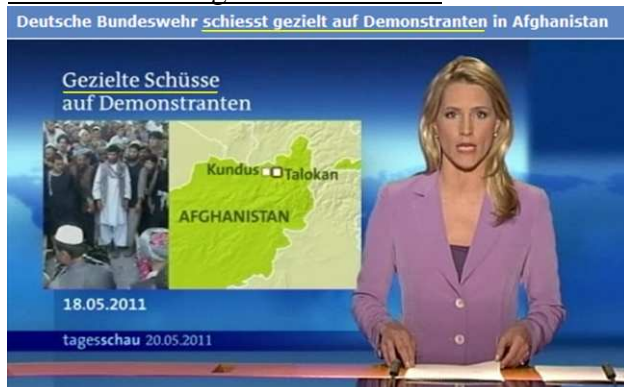 Deutsche Bundeswehr schiesst gezielt auf Demonstranten in Afghanistan
Gezielte Schüsse
auf Demonstranten
Kundus Talokan
AFGHANISTAN
18.05.2011
tagesschau 20.05.2011